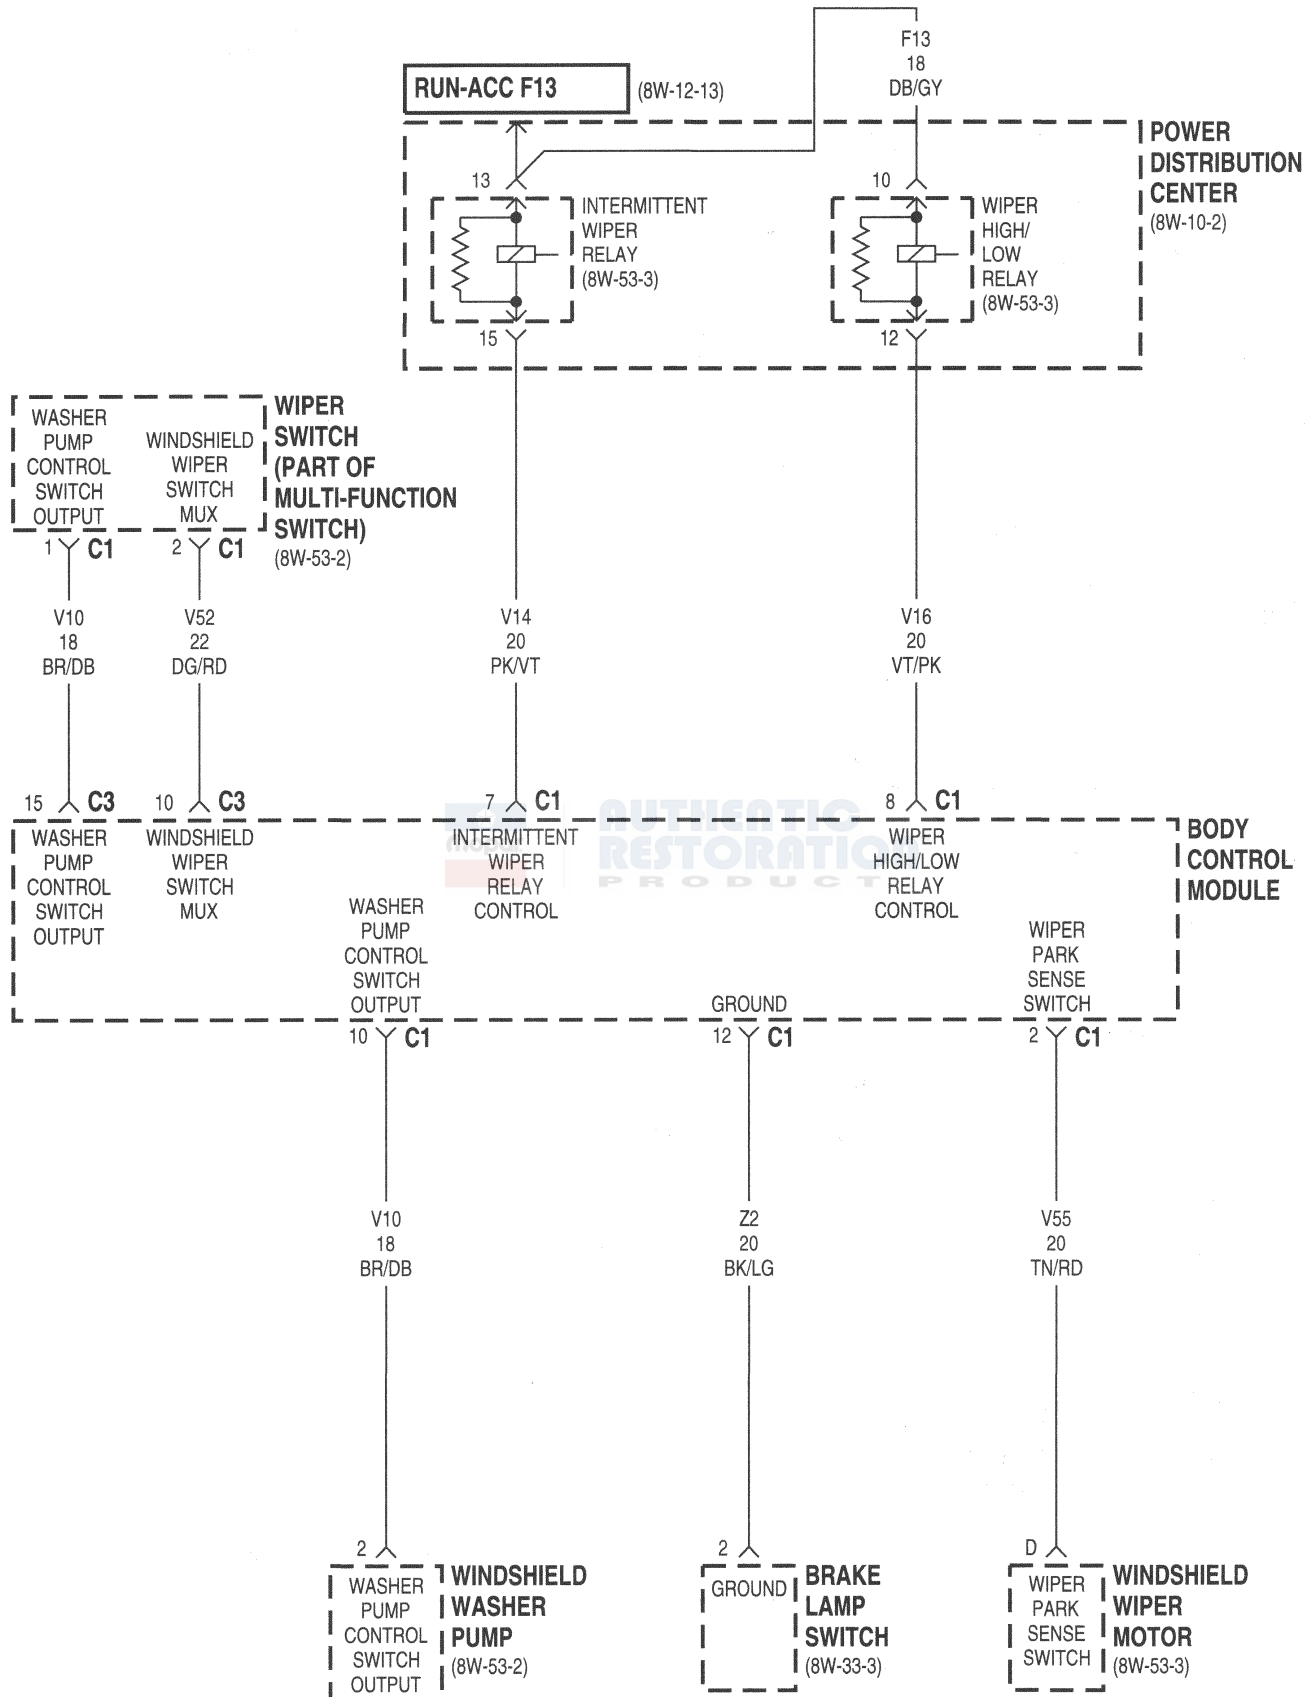 F13
18
DB/GY
RUN-ACC F13
(8W-12-13)
POWER
DISTRIBUTION
CENTER
(8W-10-2)
13
INTERMITTENT
WIPER
RELAY
(8W-53-3)
15
10
WIPER
HIGH/
LOW
RELAY
(8W-53-3)
12
WASHER
PUMP
CONTROL
SWITCH
OUTPUT
WINDSHIELD
WIPER
SWITCH
MUX
WIPER
SWITCH
(PART OF
MULTI-FUNCTION
SWITCH)
(8W-53-2)
1 C1
2 C1
V10
18
BR/DB
V52
22
DG/RD
V14
20
PK/VT
V16
20
VT/PK
15 C3
10 C3
7 C1
8 C1
mopar
AUTHENTIC
RESTORATION
PRODUCT
WASHER
PUMP
CONTROL
SWITCH
OUTPUT
WINDSHIELD
WIPER
SWITCH
MUX
INTERMITTENT
WIPER
RELAY
CONTROL
WIPER
HIGH/LOW
RELAY
CONTROL
BODY
CONTROL
MODULE
WASHER
PUMP
CONTROL
SWITCH
OUTPUT
GROUND
WIPER
PARK
SENSE
SWITCH
10 C1
12 C1
2 C1
V10
18
BR/DB
Z2
20
BK/LG
V55
20
TN/RD
2
WASHER
PUMP
CONTROL
SWITCH
OUTPUT
WINDSHIELD
WASHER
PUMP
(8W-53-2)
2
GROUND
BRAKE
LAMP
SWITCH
(8W-33-3)
D
WIPER
PARK
SENSE
SWITCH
WINDSHIELD
WIPER
MOTOR
(8W-53-3)